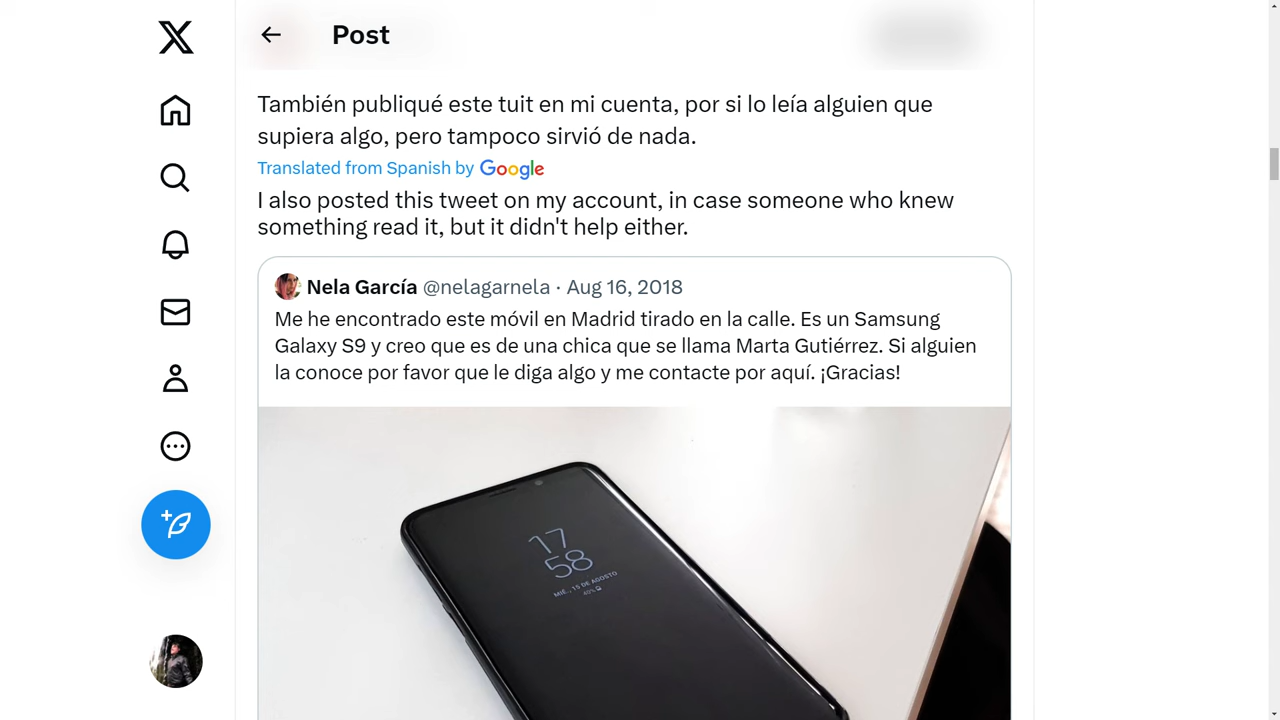 Post
También publiqué este tuit en mi cuenta, por si lo leía alguien que
supiera algo, pero tampoco sirvió de nada.
Translated from Spanish by Google
I also posted this tweet on my account, in case someone who knew
something read it, but it didn't help either.
Nela García @nelagarnela · Aug 16, 2018
Me he encontrado este móvil en Madrid tirado en la calle. Es un Samsung
Galaxy S9 y creo que es de una chica que se llama Marta Gutiérrez. Si alguien
la conoce por favor que le diga algo y me contacte por aquí. ¡Gracias!
17
58
MIÉ., 15 DE AGOSTO